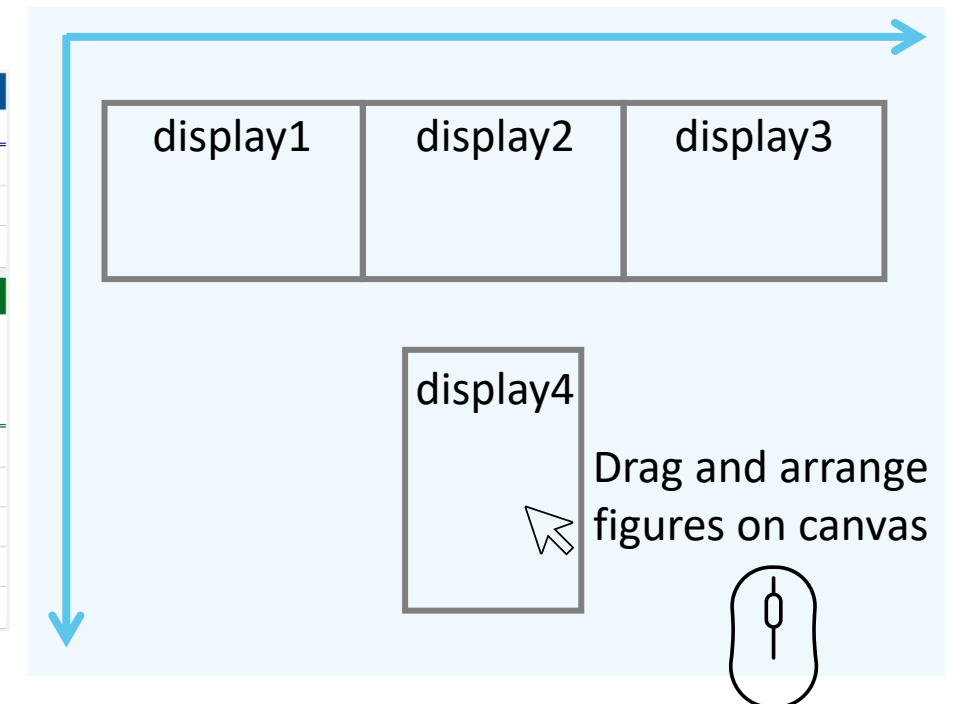 display1
display2
display3
display4
Drag and arrange
figures on canvas